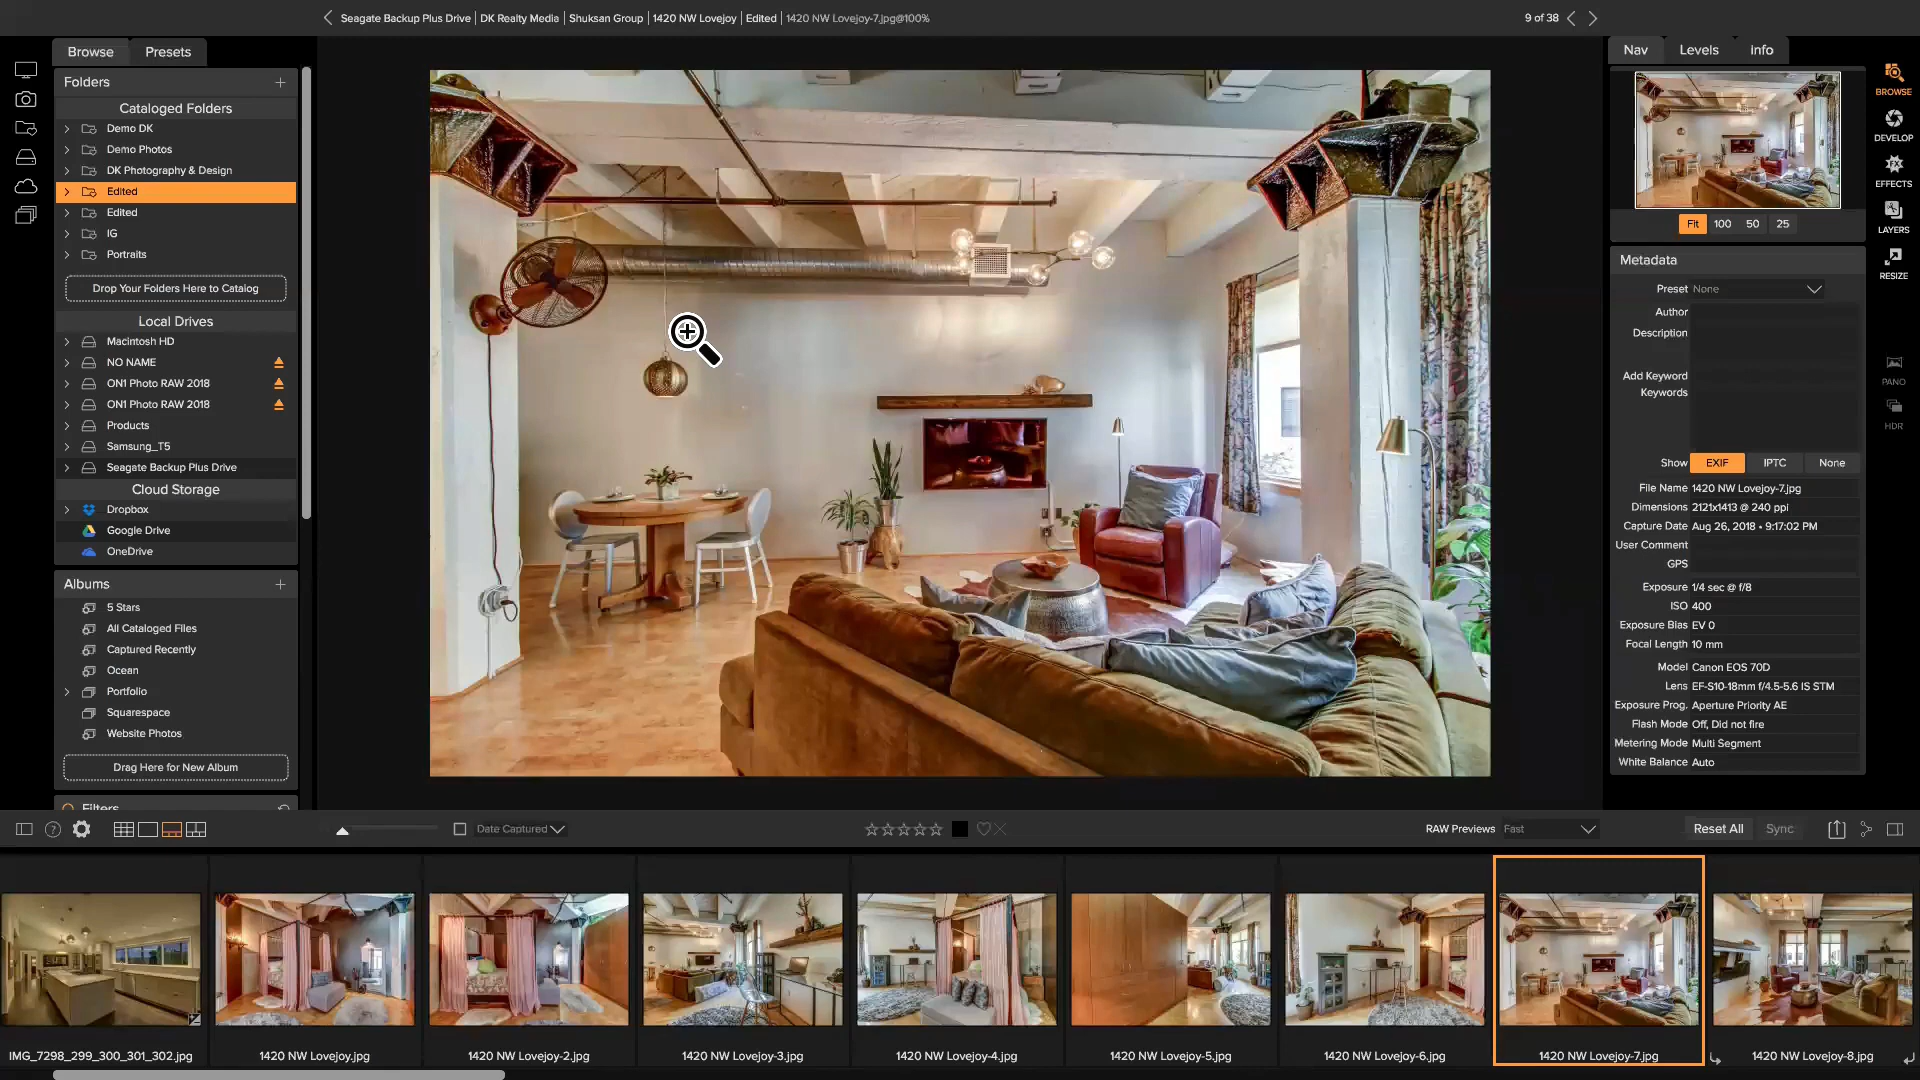 Seagate Backup Plus Drive | DK Realty Media | Shuksan Group | 1420 NW Lovejoy | Edited | 1420 NW Lovejoy-7.jpg@100%
9 of 38
Browse Presets
Folders
Cataloged Folders
Demo DK
Demo Photos
DK Photography & Design
Edited
Edited
IG
Portraits
Drop Your Folders Here to Catalog
Local Drives
Macintosh HD
NO NAME
ON1 Photo RAW 2018
ON1 Photo RAW 2018
Products
Samsung_T5
Seagate Backup Plus Drive
Cloud Storage
Dropbox
Google Drive
OneDrive
Albums
5 Stars
All Cataloged Files
Captured Recently
Ocean
Portfolio
Squarespace
Website Photos
Drag Here for New Album
Filters
Nav Levels Info
Fit 100 50 25
Metadata
Preset None
Author
Description
Add Keyword
Keywords
Show EXIF IPTC None
File Name 1420 NW Lovejoy-7.jpg
Dimensions 2121x1413 @ 240 ppi
Capture Date Aug 26, 2018 • 9:17:02 PM
User Comment
GPS
Exposure 1/4 sec @ f/8
ISO 400
Exposure Bias EV 0
Focal Length 10 mm
Model Canon EOS 70D
Lens EF-S10-18mm f/4.5-5.6 IS STM
Exposure Prog. Aperture Priority AE
Flash Mode Off, Did not fire
Metering Mode Multi Segment
White Balance Auto
BROWSE
DEVELOP
FX
EFFECTS
LAYERS
RESIZE
PANO
HDR
Date Captured
RAW Previews Fast
Reset All Sync
IMG_7298_299_300_301_302.jpg
1420 NW Lovejoy.jpg
1420 NW Lovejoy-2.jpg
1420 NW Lovejoy-3.jpg
1420 NW Lovejoy-4.jpg
1420 NW Lovejoy-5.jpg
1420 NW Lovejoy-6.jpg
1420 NW Lovejoy-7.jpg
1420 NW Lovejoy-8.jpg